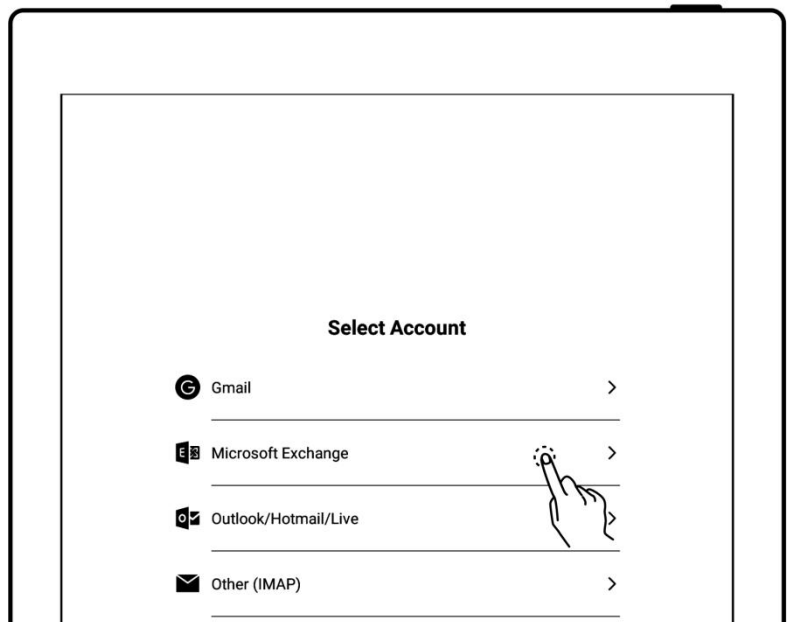 Select Account
Gmail
Microsoft Exchange
Outlook/Hotmail/Live
Other (IMAP)